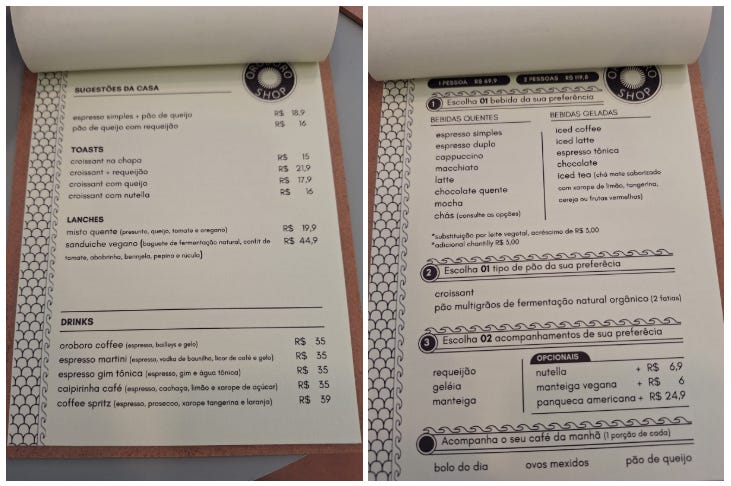 SUGESTÕES DA CASA
OROBORO
SHOP
espresso simples + pão de queijo R$ 18,9
pão de queijo com requeijão R$ 16
TOASTS
croissant na chapa R$ 15
croissant + requeijão R$ 21,9
croissant com queijo R$ 17,9
croissant com nutella R$ 16
LANCHES
misto quente (presunto, queijo, tomate e oregano) R$ 19,9
sanduiche vegano (baguete de fermentação natural, confit de R$ 44,9
tomate, abobrinha, berinjela, pepino e rúcula)
DRINKS
oroboro coffee (espresso, baileys e gelo) R$ 35
espresso martini (espresso, vodka de baunilha, licor de café e gelo) R$ 35
espresso gim tônica (espresso, gim e água tônica) R$ 35
caipirinha café (espresso, cachaça, limão e xarope de açúcar) R$ 35
coffee spritz (espresso, prosecco, xarope tangerina e laranja) R$ 39
1 PESSOA R$ 69,9 2 PESSOAS R$ 119,8
OROBORO
SHOP
1 Escolha 01 bebida da sua preferência
BEBIDAS QUENTES
espresso simples
espresso duplo
cappuccino
macchiato
latte
chocolate quente
mocha
chás (consulte as opções)
BEBIDAS GELADAS
iced coffee
iced latte
espresso tônica
chocolate
iced tea (chá mate saborizado
com xarope de limão, tangerina,
cereja ou frutas vermelhas)
*substituição por leite vegetal, acréscimo de R$ 5,00
*adicional chantilly R$ 5,00
2 Escolha 01 tipo de pão da sua preferêcia
croissant
pão multigrãos de fermentação natural orgânico (2 fatias)
3 Escolha 02 acompanhamentos de sua preferêcia
requeijão
geléia
manteiga
OPCIONAIS
nutella + R$ 6,9
manteiga vegana + R$ 6
panqueca americana + R$ 24,9
Acompanha o seu café da manhã (1 porção de cada)
bolo do dia ovos mexidos pão de queijo